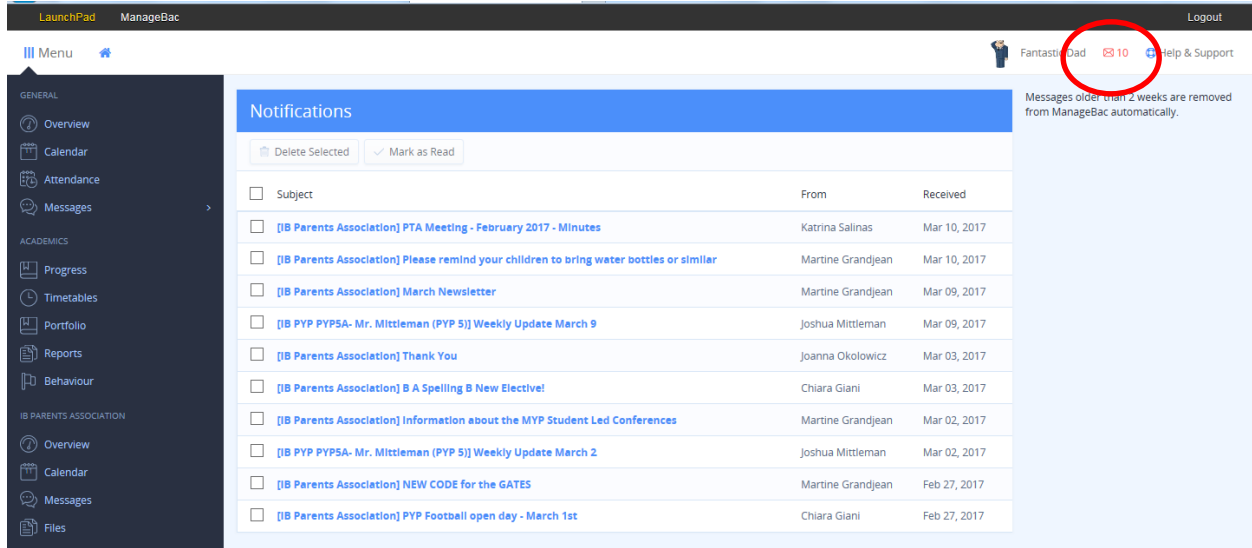 LaunchPad ManageBac Logout
Menu Fantastic Dad 10 Help & Support
GENERAL
Overview
Calendar
Attendance
Messages
ACADEMICS
Progress
Timetables
Portfolio
Reports
Behaviour
IB PARENTS ASSOCIATION
Overview
Calendar
Messages
Files
Notifications
Delete Selected Mark as Read
Subject From Received
[IB Parents Association] PTA Meeting - February 2017 - Minutes Katrina Salinas Mar 10, 2017
[IB Parents Association] Please remind your children to bring water bottles or similar Martine Grandjean Mar 10, 2017
[IB Parents Association] March Newsletter Martine Grandjean Mar 09, 2017
[IB PYP PYP5A- Mr. Mittleman (PYP 5)] Weekly Update March 9 Joshua Mittleman Mar 09, 2017
[IB Parents Association] Thank You Joanna Okolowicz Mar 03, 2017
[IB Parents Association] B A Spelling B New Elective! Chiara Giani Mar 03, 2017
[IB Parents Association] Information about the MYP Student Led Conferences Martine Grandjean Mar 02, 2017
[IB PYP PYP5A- Mr. Mittleman (PYP 5)] Weekly Update March 2 Joshua Mittleman Mar 02, 2017
[IB Parents Association] NEW CODE for the GATES Martine Grandjean Feb 27, 2017
[IB Parents Association] PYP Football open day - March 1st Chiara Giani Feb 27, 2017
Messages older than 2 weeks are removed
from ManageBac automatically.